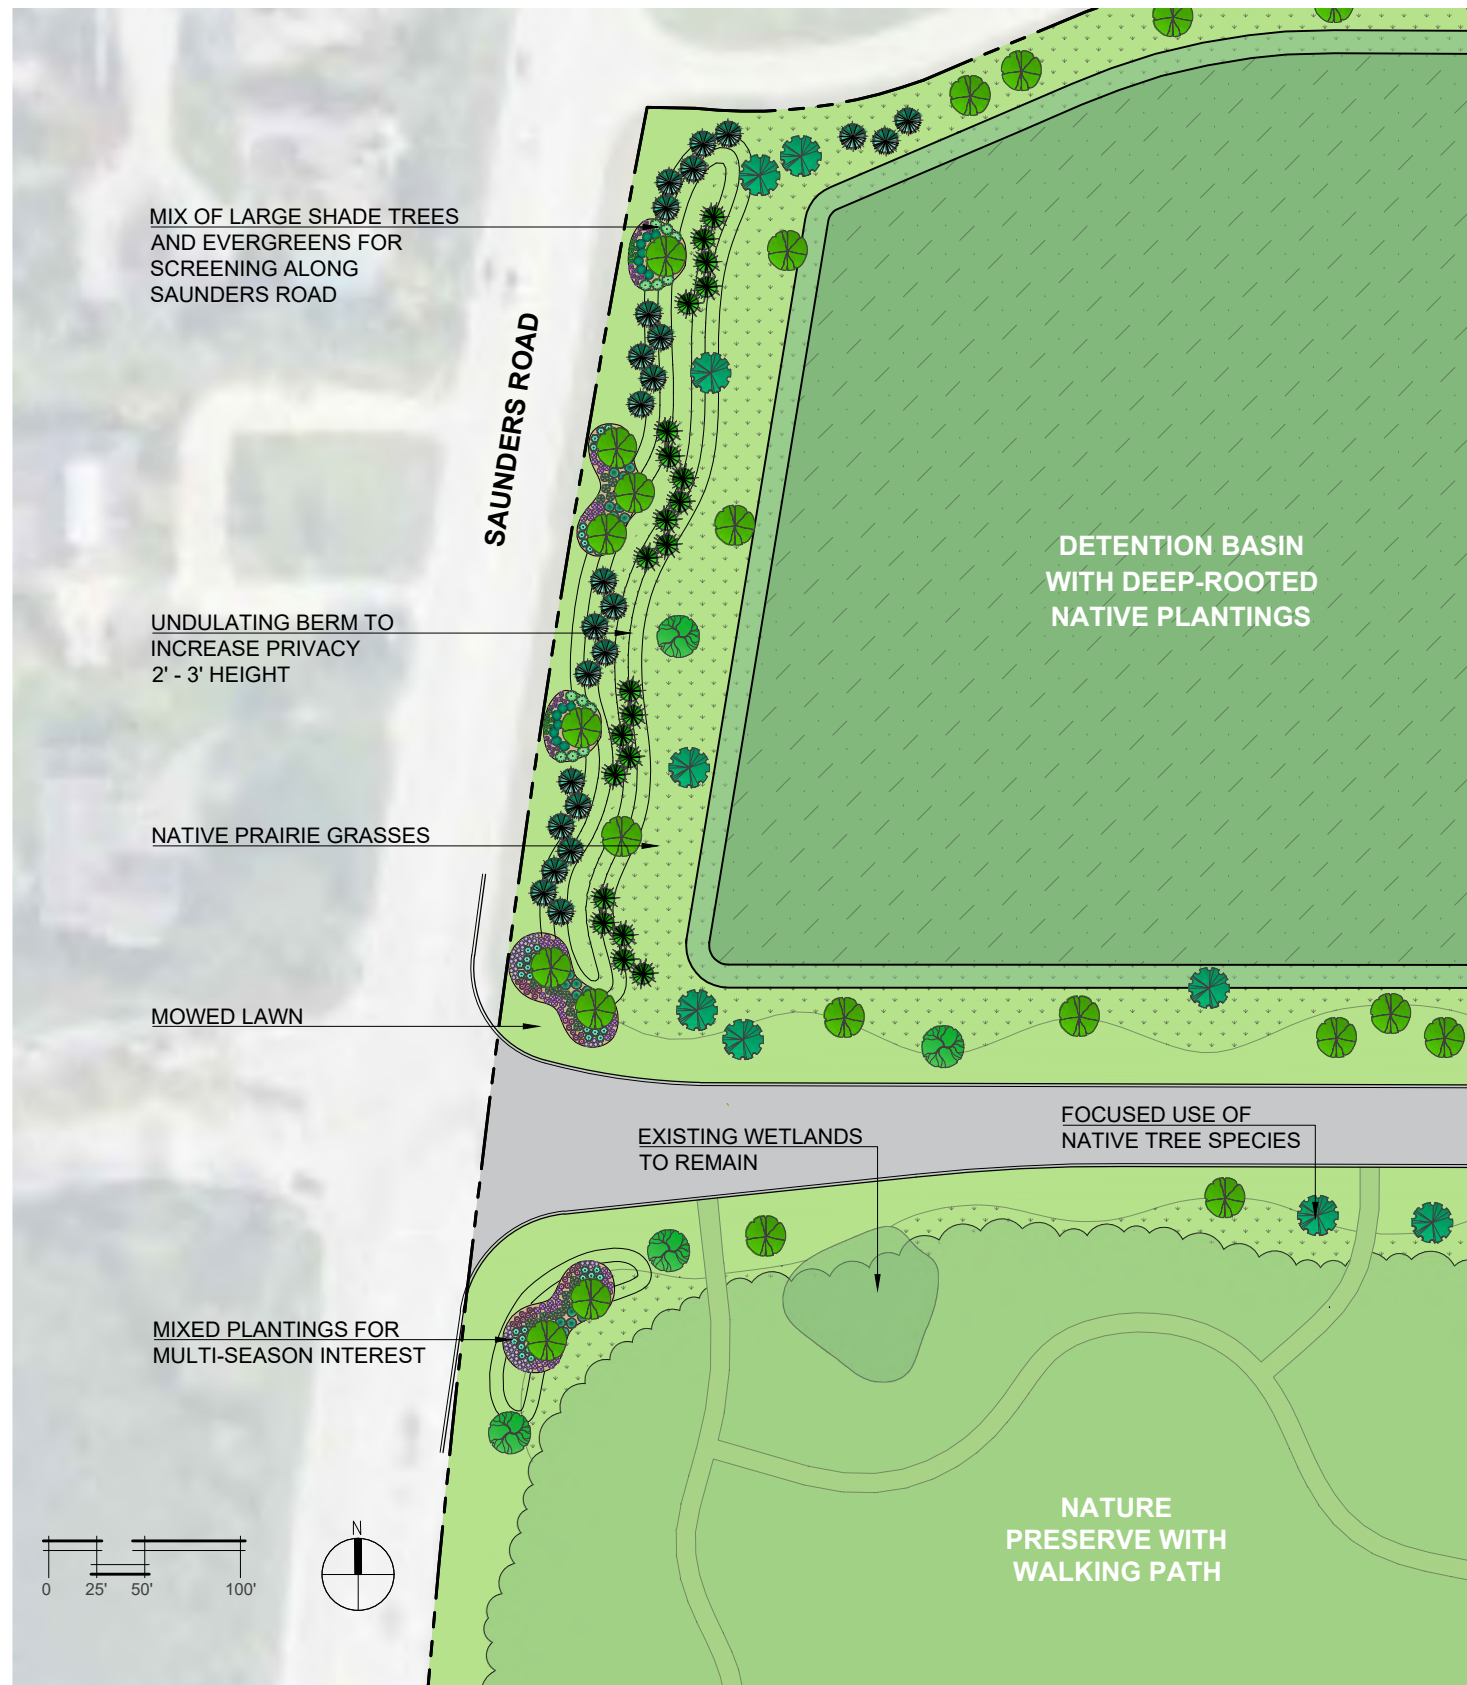 MIX OF LARGE SHADE TREES
AND EVERGREENS FOR
SCREENING ALONG
SAUNDERS ROAD
SAUNDERS ROAD
DETENTION BASIN
WITH DEEP-ROOTED
NATIVE PLANTINGS
UNDULATING BERM TO
INCREASE PRIVACY
2' - 3' HEIGHT
NATIVE PRAIRIE GRASSES
MOWED LAWN
EXISTING WETLANDS
TO REMAIN
FOCUSED USE OF
NATIVE TREE SPECIES
MIXED PLANTINGS FOR
MULTI-SEASON INTEREST
NATURE
PRESERVE WITH
WALKING PATH
N
0 25' 50' 100'